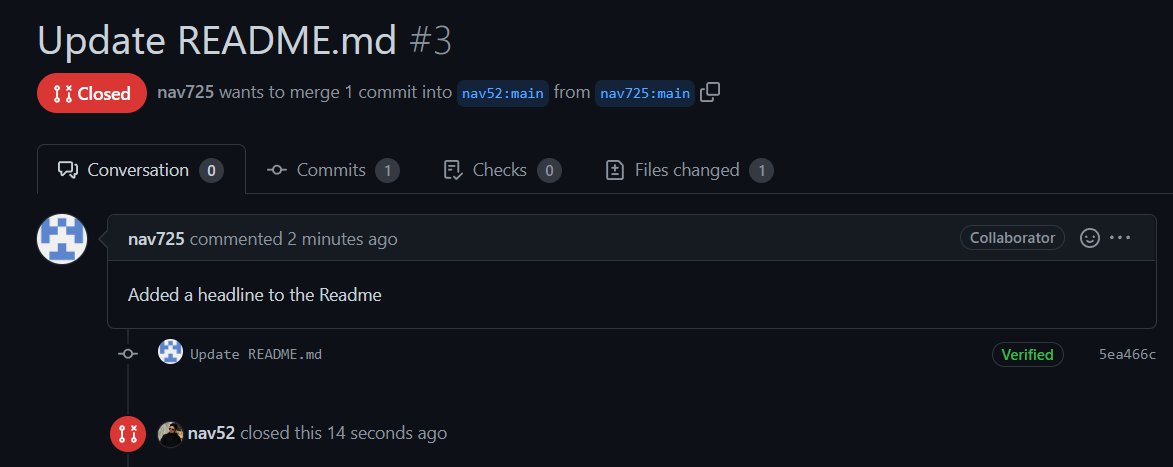 Update README.md #3
Closed nav725 wants to merge 1 commit into nav52:main from nav725:main
Conversation 0 Commits 1 Checks 0 Files changed 1
nav725 commented 2 minutes ago Collaborator
Added a headline to the Readme
Update README.md Verified 5ea466c
nav52 closed this 14 seconds ago